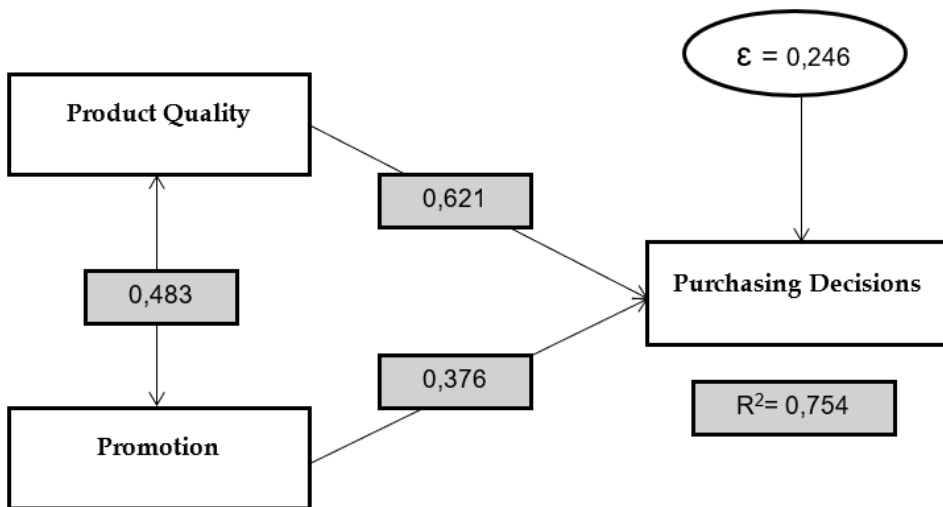 ε = 0,246
Product Quality
0,621
0,483
Purchasing Decisions
0,376
R²= 0,754
Promotion